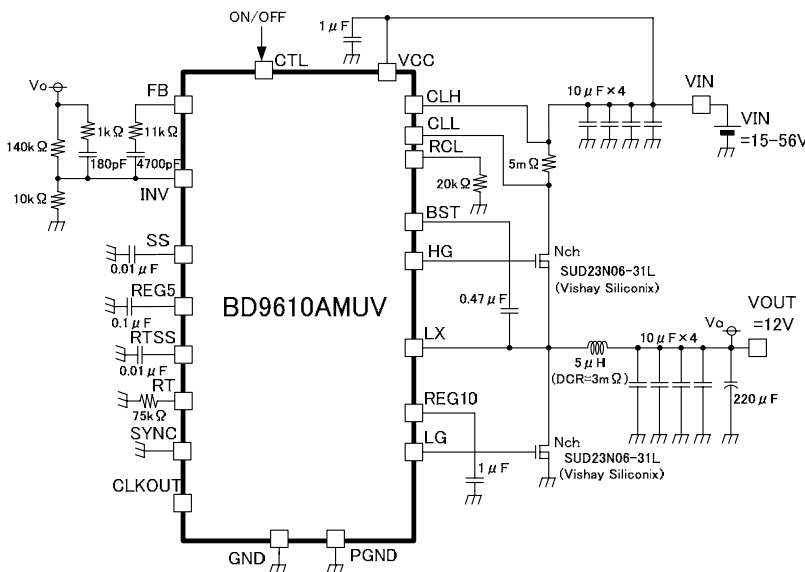 ON/OFF
1μF
CTL
VCC
Vo
FB
1kΩ
11kΩ
140kΩ
180pF
4700pF
10kΩ
INV
CLH
CLL
RCL
10μF×4
VIN
VIN
=15-56V
5mΩ
20kΩ
BST
HG
Nch
SUD23N06-31L
(Vishay Siliconix)
SS
0.01μF
REG5
0.1μF
BD9610AMUV
0.47μF
RTSS
0.01μF
LX
Vo
VOUT
=12V
10μF×4
5μH
(DCR=3mΩ)
220μF
RT
75kΩ
REG10
SYNC
LG
1μF
Nch
SUD23N06-31L
(Vishay Siliconix)
CLKOUT
GND
PGND